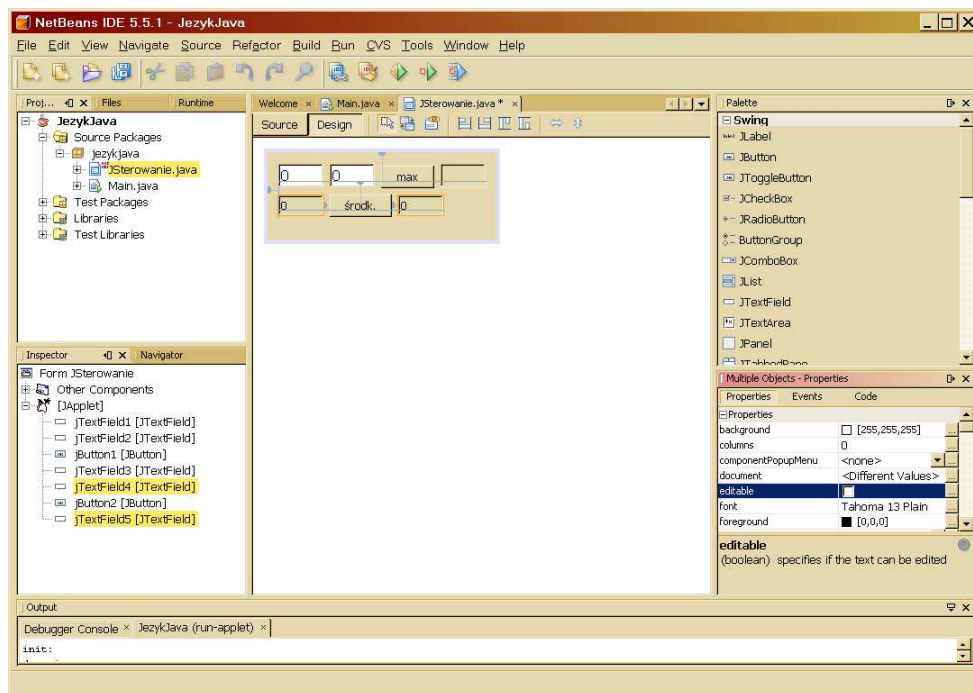 NetBeans IDE 5.5.1 - JezykJava
File Edit View Navigate Source Refactor Build Run CVS Tools Window Help
Proj... Files Runtime
JezykJava
Source Packages
jezykjava
JSterowanie.java
Main.java
Test Packages
Libraries
Test Libraries
Welcome × Main.java × JSterowanie.java * ×
Source Design
0 0 max
0 środk. 0
Palette
Swing
JLabel
JButton
JToggleButton
JCheckBox
JRadioButton
ButtonGroup
JComboBox
JList
JTextField
JTextArea
JPanel
JTabbedPane
Inspector Navigator
Form JSterowanie
Other Components
[JApplet]
jTextField1 [JTextField]
jTextField2 [JTextField]
jButton1 [JButton]
jTextField3 [JTextField]
jTextField4 [JTextField]
jButton2 [JButton]
jTextField5 [JTextField]
Multiple Objects - Properties
Properties Events Code
Properties
background [255,255,255] ...
columns 0 ...
componentPopupMenu <none> ...
document <Different Values> ...
editable ...
font Tahoma 13 Plain ...
foreground [0,0,0] ...
editable
(boolean) specifies if the text can be edited
Output
Debugger Console × JezykJava (run-applet) ×
init: